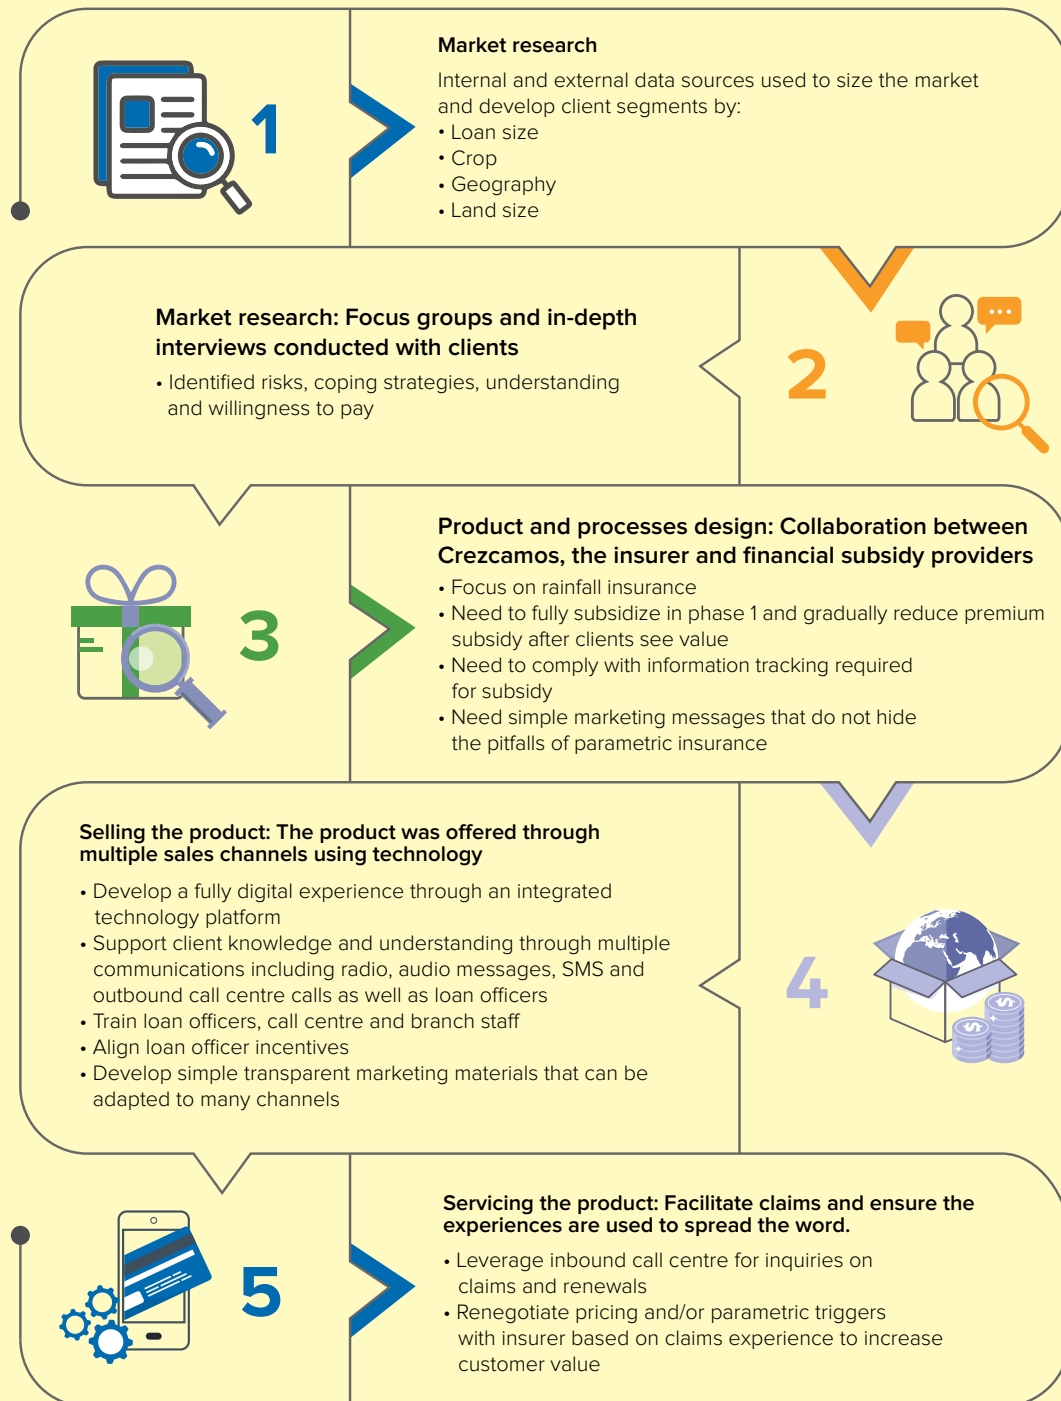 1
Market research
Internal and external data sources used to size the market
and develop client segments by:
• Loan size
• Crop
• Geography
• Land size
Market research: Focus groups and in-depth
interviews conducted with clients
• Identified risks, coping strategies, understanding
and willingness to pay
2
3
Product and processes design: Collaboration between
Crezcamos, the insurer and financial subsidy providers
• Focus on rainfall insurance
• Need to fully subsidize in phase 1 and gradually reduce premium
subsidy after clients see value
• Need to comply with information tracking required
for subsidy
• Need simple marketing messages that do not hide
the pitfalls of parametric insurance
Selling the product: The product was offered through
multiple sales channels using technology
• Develop a fully digital experience through an integrated
technology platform
• Support client knowledge and understanding through multiple
communications including radio, audio messages, SMS and
outbound call centre calls as well as loan officers
• Train loan officers, call centre and branch staff
• Align loan officer incentives
• Develop simple transparent marketing materials that can be
adapted to many channels
4
$
$
5
Servicing the product: Facilitate claims and ensure the
experiences are used to spread the word.
• Leverage inbound call centre for inquiries on
claims and renewals
• Renegotiate pricing and/or parametric triggers
with insurer based on claims experience to increase
customer value